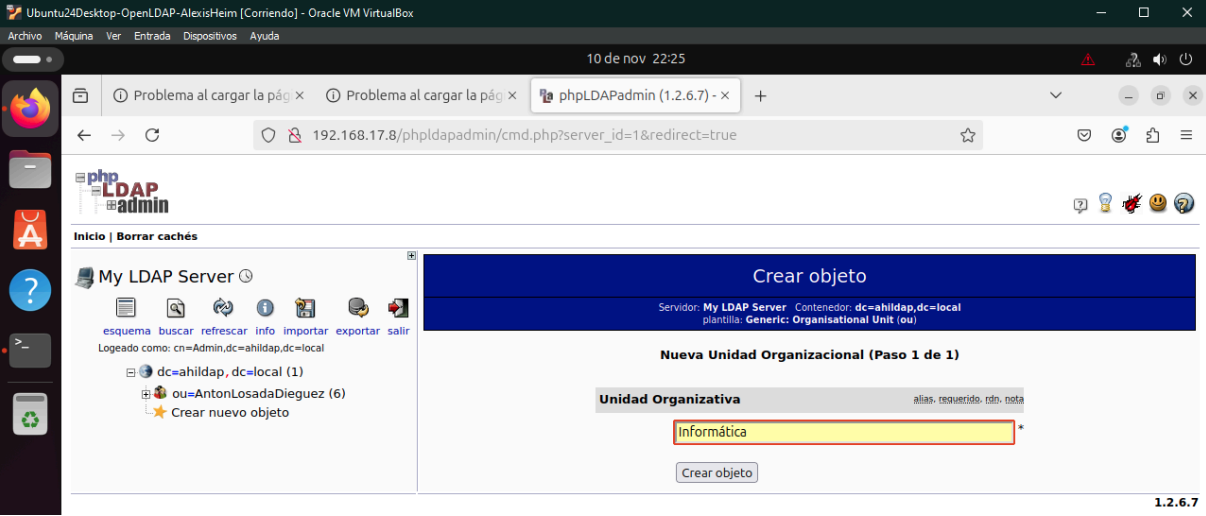 Ubuntu24Desktop-OpenLDAP-AlexisHeim [Corriendo] - Oracle VM VirtualBox
Archivo Máquina Ver Entrada Dispositivos Ayuda
10 de nov 22:25
Problema al cargar la pág Problema al cargar la pág phpLDAPadmin (1.2.6.7) -
192.168.17.8/phpldapadmin/cmd.php?server_id=1&redirect=true
php
LDAP
admin
Inicio | Borrar cachés
My LDAP Server
esquema buscar refrescar info importar exportar salir
Logeado como: cn=Admin,dc=ahildap,dc=local
dc=ahildap,dc=local (1)
ou=AntonLosadaDieguez (6)
Crear nuevo objeto
Crear objeto
Servidor: My LDAP Server Contenedor: dc=ahildap,dc=local
plantilla: Generic: Organisational Unit (ou)
Nueva Unidad Organizacional (Paso 1 de 1)
Unidad Organizativa alias, requerido, rdn, nota
Informática *
Crear objeto
1.2.6.7